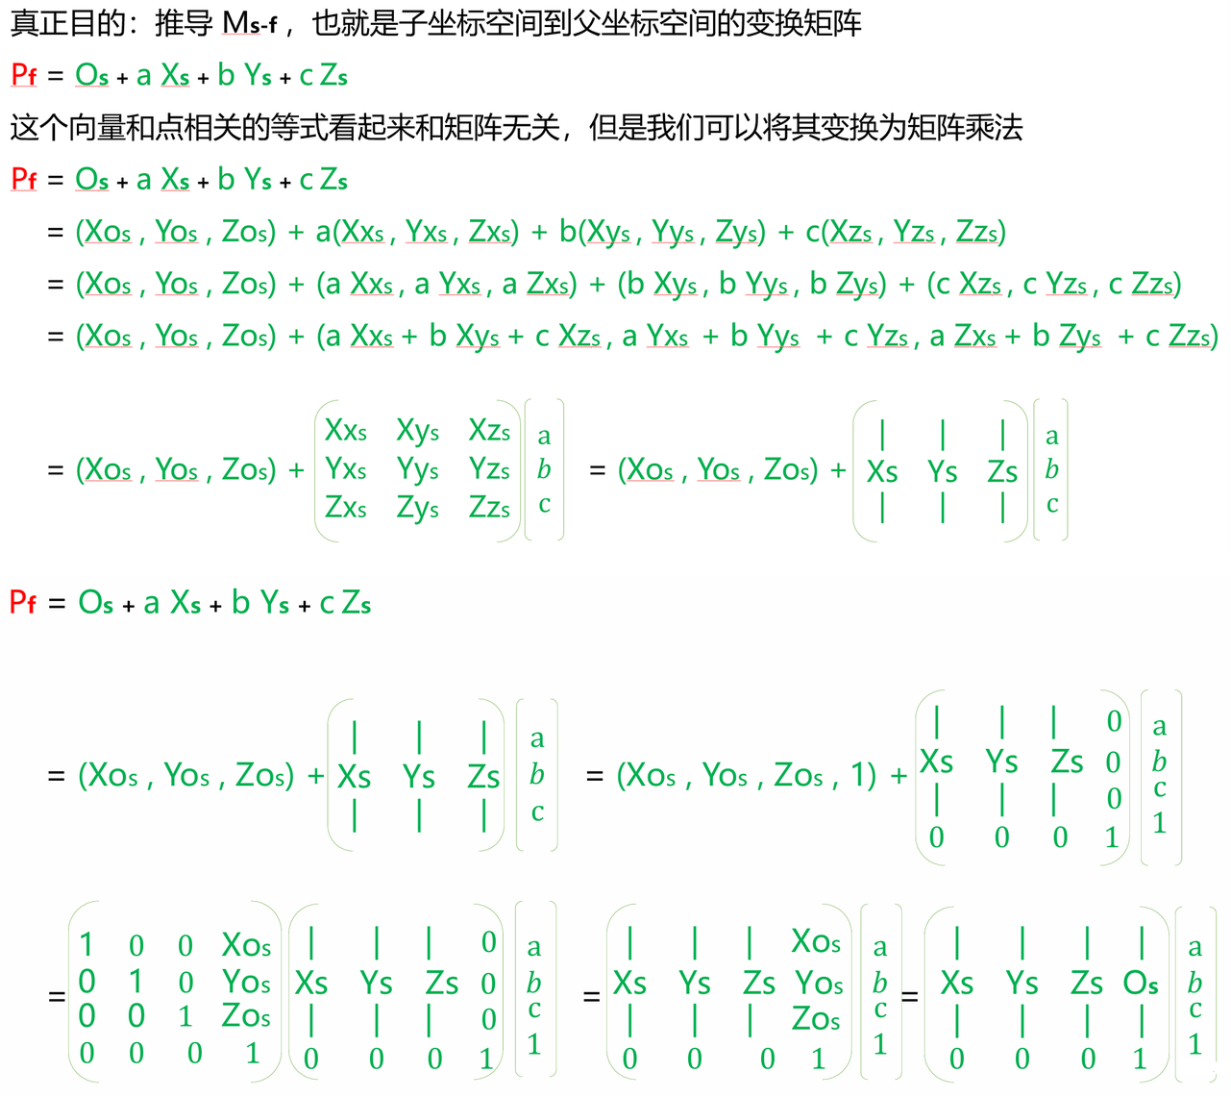 真正目的：推导 Ms-f ，也就是子坐标空间到父坐标空间的变换矩阵
Pf = Os + a Xs + b Ys + c Zs
这个向量和点相关的等式看起来和矩阵无关，但是我们可以将其变换为矩阵乘法
Pf = Os + a Xs + b Ys + c Zs
= (Xos , Yos , Zos) + a(Xxs , Yxs , Zxs) + b(Xys , Yys , Zys) + c(Xzs , Yzs , Zzs)
= (Xos , Yos , Zos) + (a Xxs , a Yxs , a Zxs) + (b Xys , b Yys , b Zys) + (c Xzs , c Yzs , c Zzs)
= (Xos , Yos , Zos) + (a Xxs + b Xys + c Xzs , a Yxs + b Yys + c Yzs , a Zxs + b Zys + c Zzs)
Xxs Xys Xzs a | | | a
= (Xos , Yos , Zos) + Yxs Yys Yzs b = (Xos , Yos , Zos) + Xs Ys Zs b
Zxs Zys Zzs c | | | c
Pf = Os + a Xs + b Ys + c Zs
| | | a | | | 0 a
= (Xos , Yos , Zos) + Xs Ys Zs b = (Xos , Yos , Zos , 1) + Xs Ys Zs 0 b
| | | c | | | 0 c
0 0 0 1 1
1 0 0 Xos | | | 0 a | | | Xos a | | | | a
= 0 1 0 Yos Xs Ys Zs 0 b = Xs Ys Zs Yos b = Xs Ys Zs Os b
0 0 1 Zos | | | 0 c | | | Zos c | | | | c
0 0 0 1 0 0 0 1 1 0 0 0 1 1 0 0 0 1 1